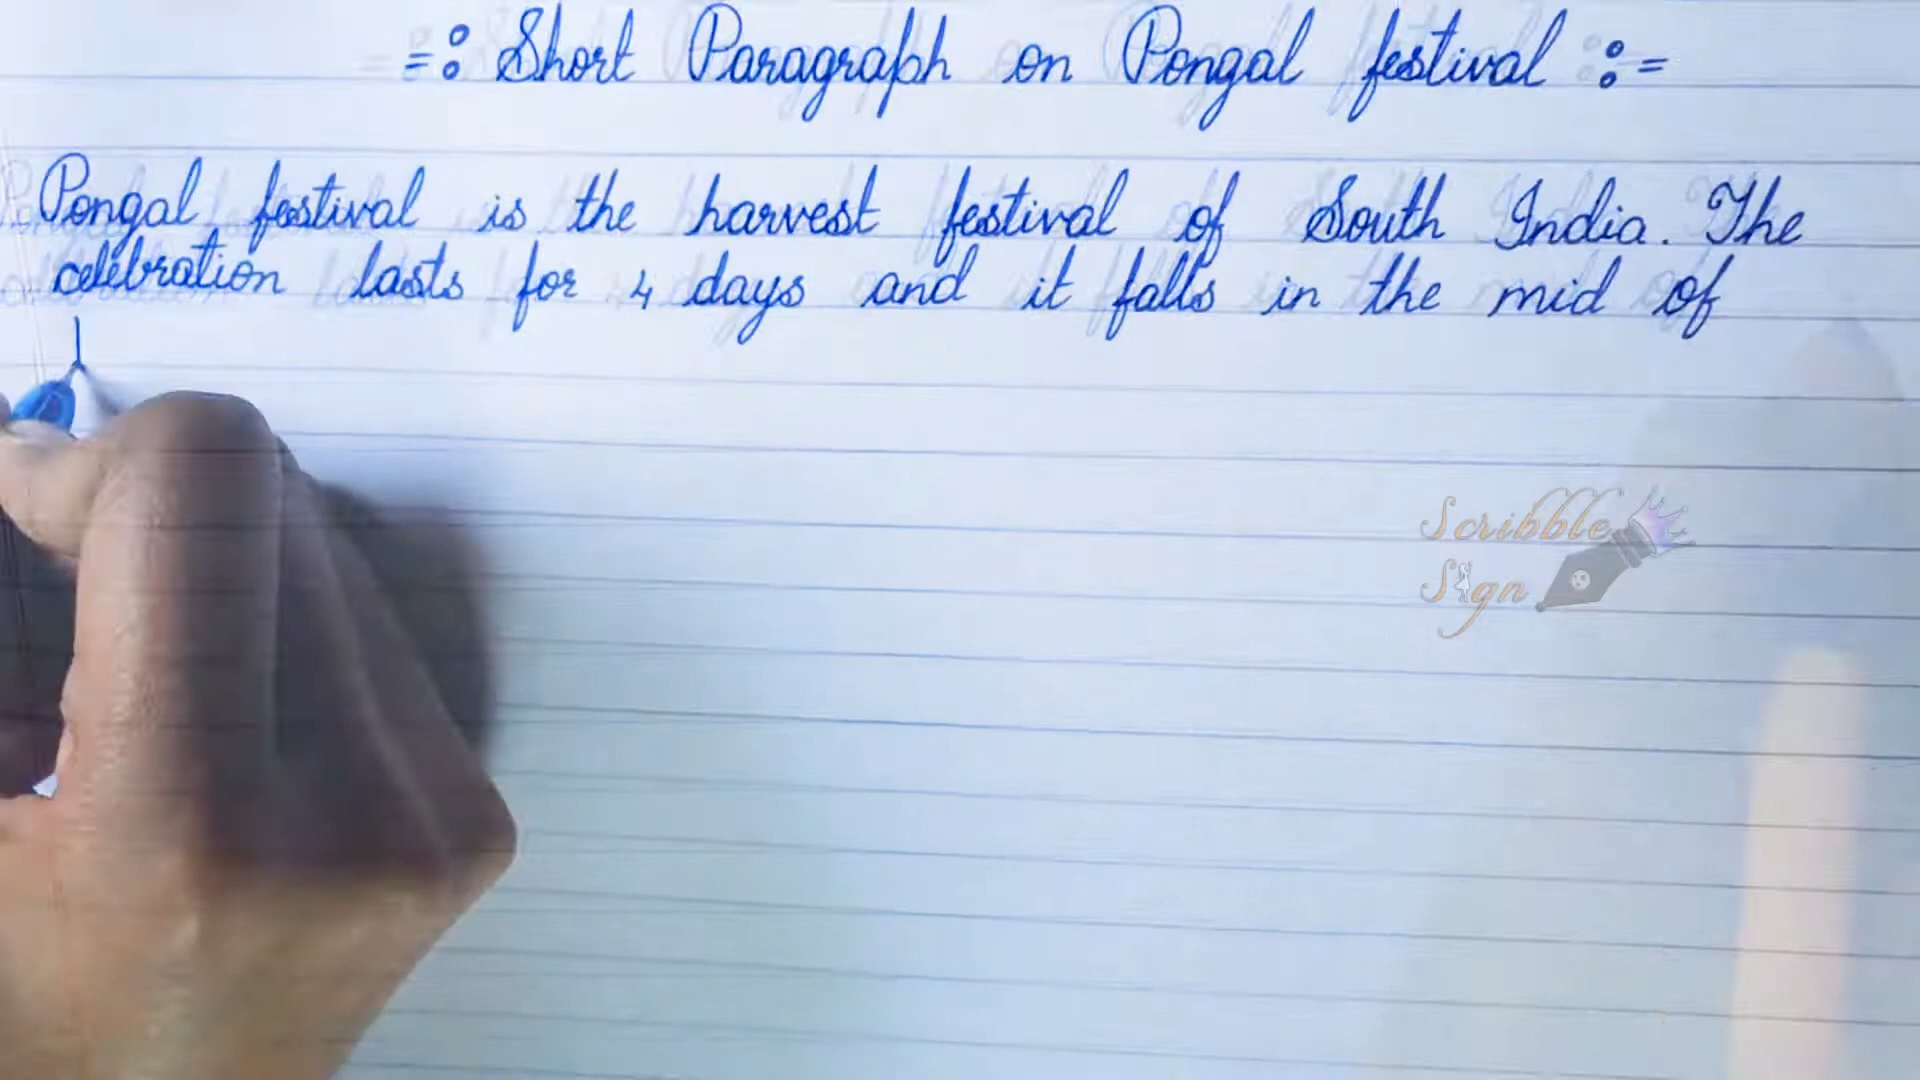 =: Short Paragraph on Pongal festival :=
Pongal festival is the harvest festival of South India. The
celebration lasts for 4 days and it falls in the mid of
Scribble
Sign